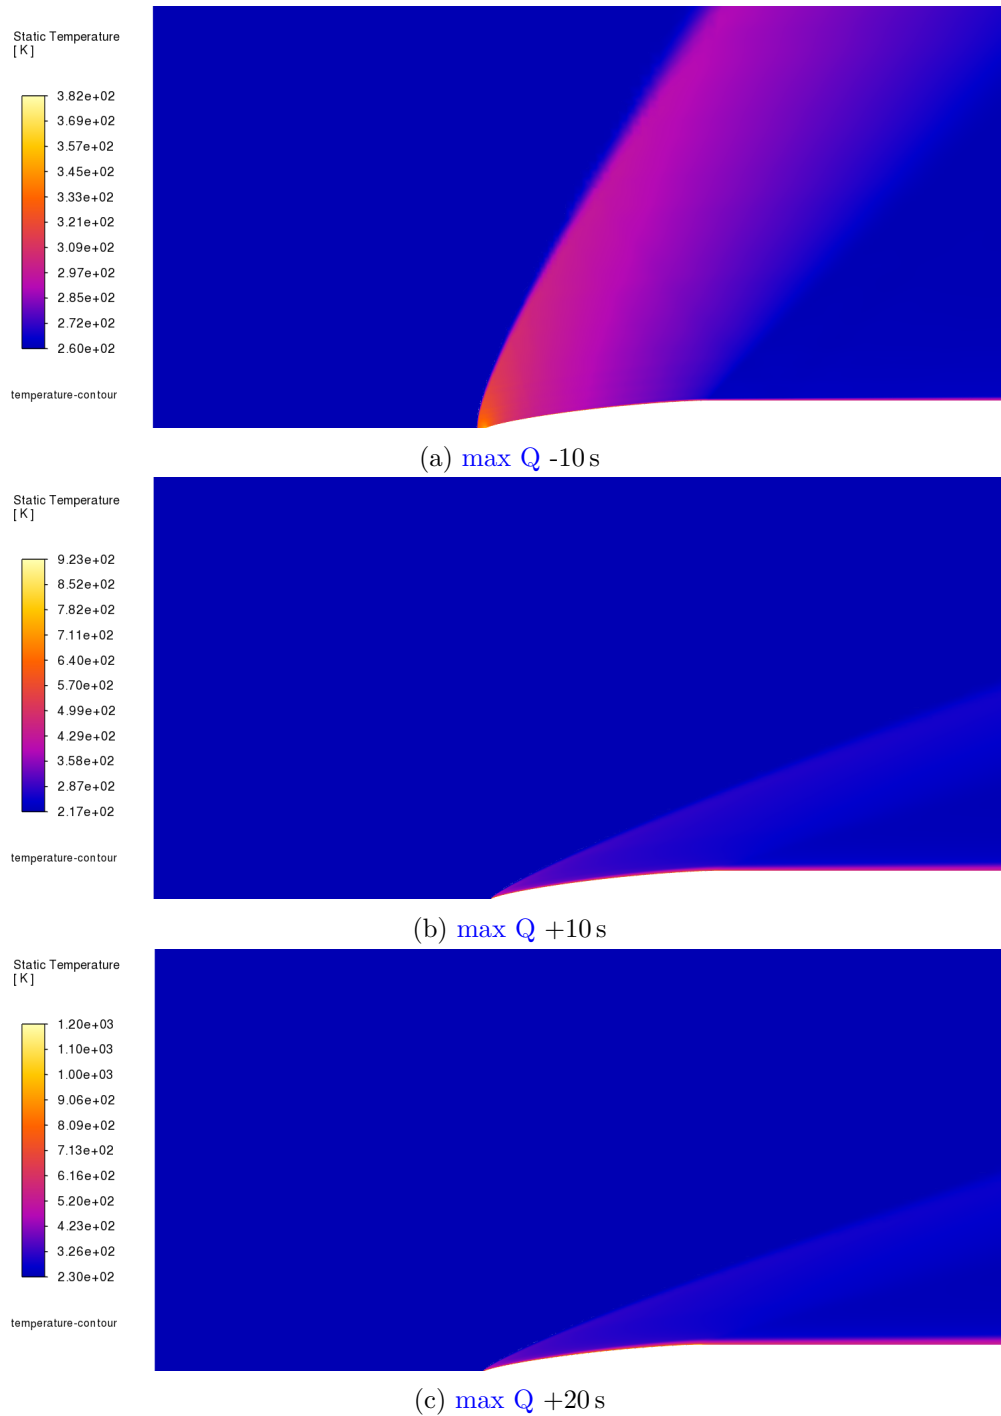 Static Temperature
[ K ]
3.82e+02
3.69e+02
3.57e+02
3.45e+02
3.33e+02
3.21e+02
3.09e+02
2.97e+02
2.85e+02
2.72e+02
2.60e+02
temperature-contour
(a) max Q -10 s
Static Temperature
[ K ]
9.23e+02
8.52e+02
7.82e+02
7.11e+02
6.40e+02
5.70e+02
4.99e+02
4.29e+02
3.58e+02
2.87e+02
2.17e+02
temperature-contour
(b) max Q +10 s
Static Temperature
[ K ]
1.20e+03
1.10e+03
1.00e+03
9.06e+02
8.09e+02
7.13e+02
6.16e+02
5.20e+02
4.23e+02
3.26e+02
2.30e+02
temperature-contour
(c) max Q +20 s